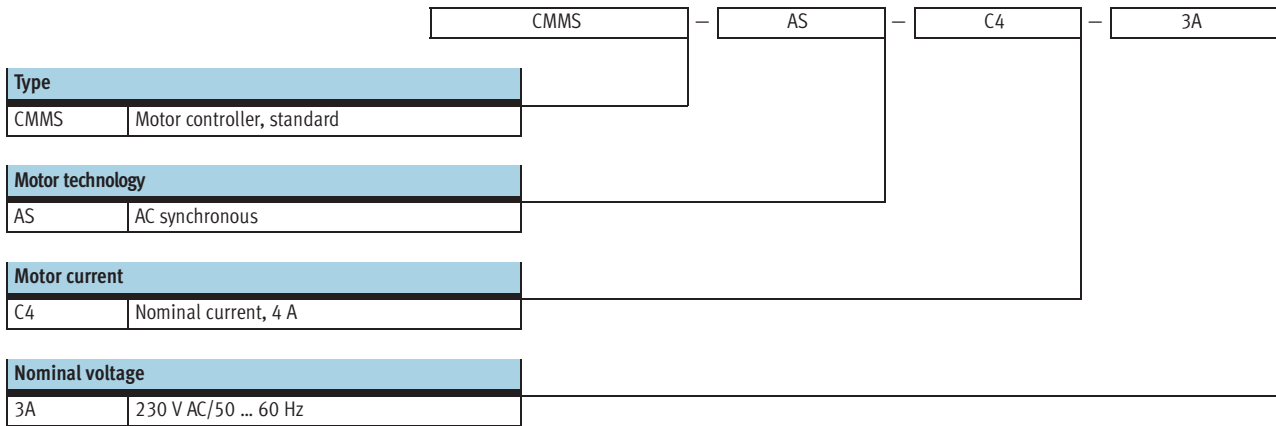 CMMS – AS – C4 – 3A
Type
CMMS Motor controller, standard
Motor technology
AS AC synchronous
Motor current
C4 Nominal current, 4 A
Nominal voltage
3A 230 V AC/50 ... 60 Hz